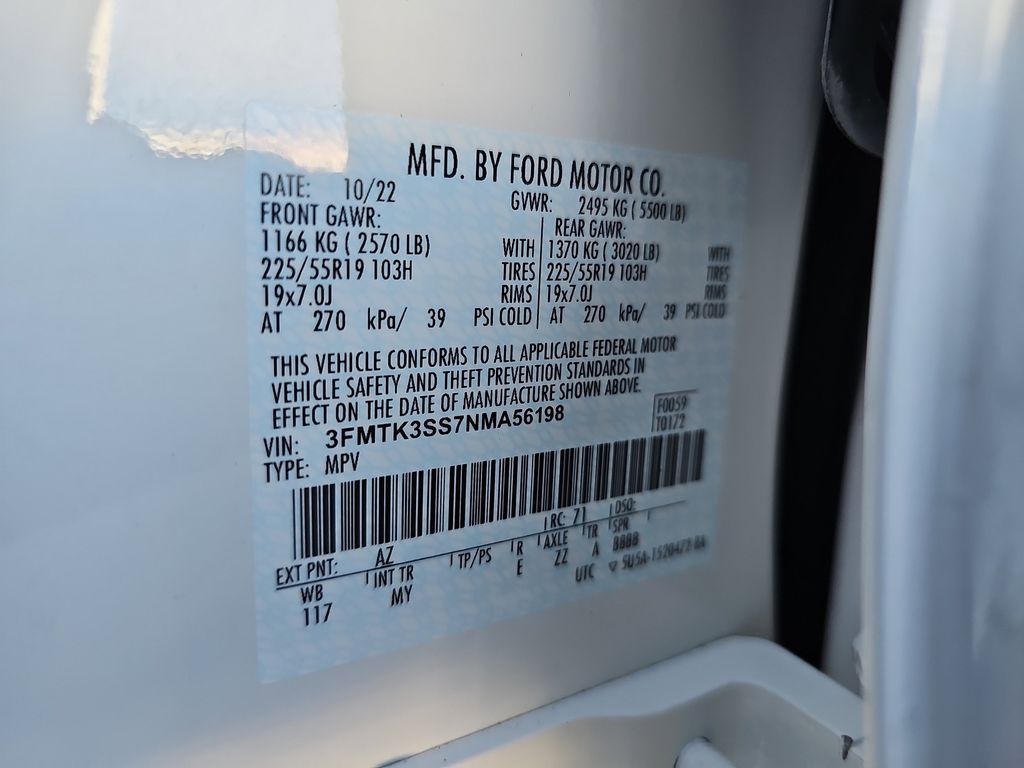 MFD. BY FORD MOTOR CO.
DATE: 10/22 GVWR: 2495 KG ( 5500 LB)
FRONT GAWR: REAR GAWR:
1166 KG ( 2570 LB) WITH 1370 KG ( 3020 LB) WITH
225/55R19 103H TIRES 225/55R19 103H TIRES
19x7.0J RIMS 19x7.0J RIMS
AT 270 kPa/ 39 PSI COLD AT 270 kPa/ 39 PSI COLD
THIS VEHICLE CONFORMS TO ALL APPLICABLE FEDERAL MOTOR
VEHICLE SAFETY AND THEFT PREVENTION STANDARDS IN
EFFECT ON THE DATE OF MANUFACTURE SHOWN ABOVE.
VIN: 3FMTK3SS7NMA56198 F0059
TYPE: MPV T0172
EXT PNT: AZ RC: 71 DSO:
WB INT TR TP/PS R AXLE TR SPR
117 MY E ZZ A BBBB
UTC